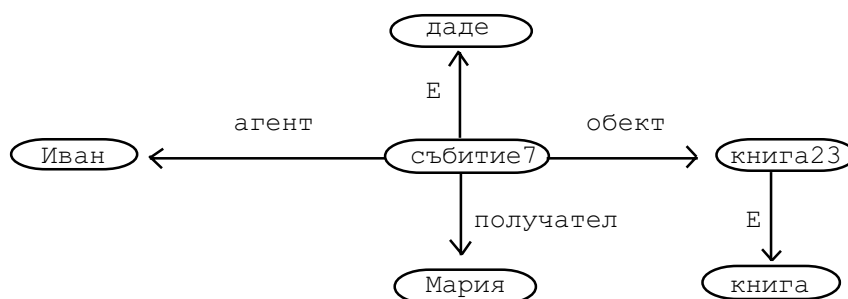 даде
Е
агент
обект
Иван
събитие7
книга23
получател
Е
Мария
книга